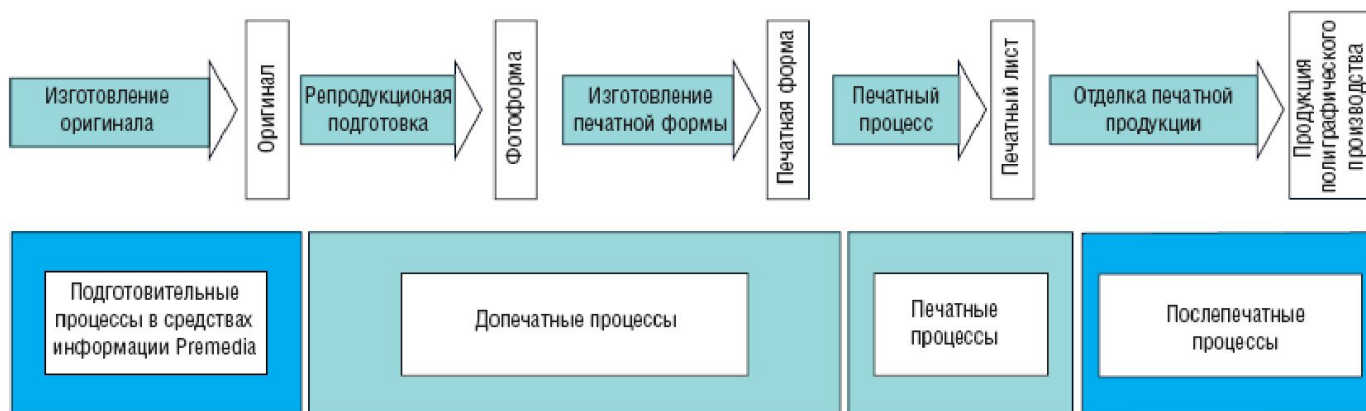 Изготовление
оригинала
Оригинал
Репродукционая
подготовка
Фотоформа
Изготовление
печатной формы
Печатная форма
Печатный
процесс
Печатный лист
Отделка печатной
продукции
Продукция
полиграфического
производства
Подготовительные
процессы в средствах
информации Premedia
Допечатные процессы
Печатные
процессы
Послепечатные
процессы